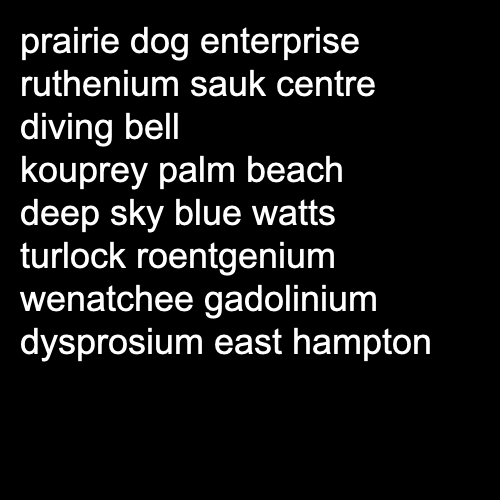 prairie dog enterprise
ruthenium sauk centre
diving bell
kouprey palm beach
deep sky blue watts
turlock roentgenium
wenatchee gadolinium
dysprosium east hampton